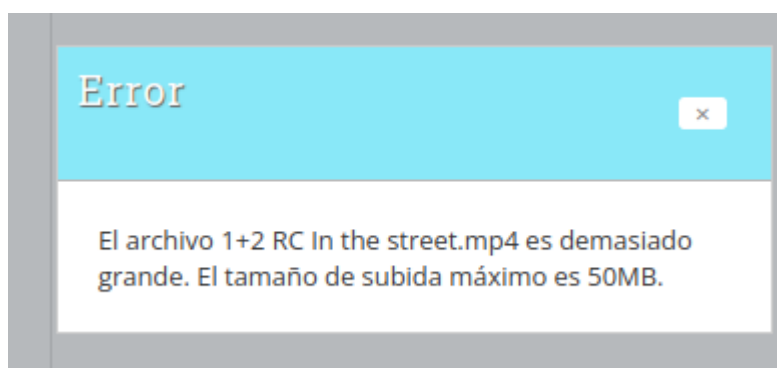 Error
×
El archivo 1+2 RC In the street.mp4 es demasiado
grande. El tamaño de subida máximo es 50MB.